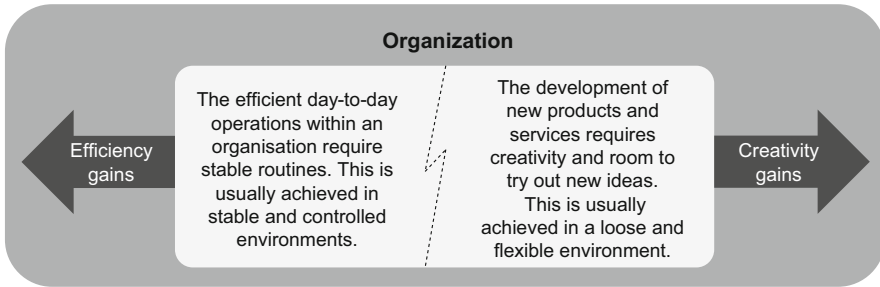 Organization
Efficiency
gains
The efficient day-to-day
operations within an
organisation require
stable routines. This is
usually achieved in
stable and controlled
environments.
The development of
new products and
services requires
creativity and room to
try out new ideas.
This is usually
achieved in a loose and
flexible environment.
Creativity
gains